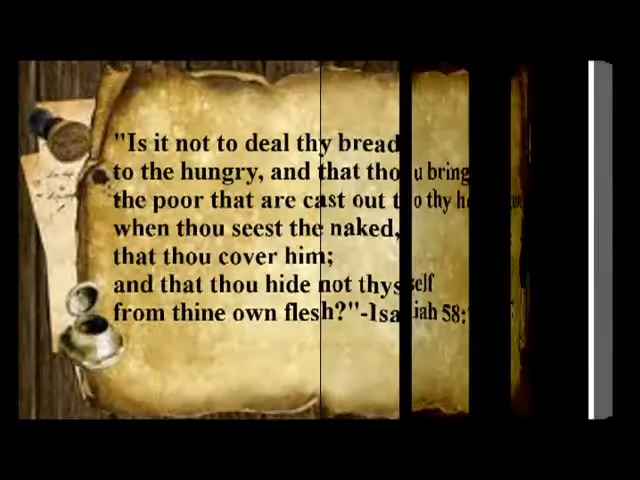 "Is it not to deal thy bread
to the hungry, and that thou bring
the poor that are cast out to thy
when thou seest the naked,
that thou cover him;
and that thou hide not thyself
from thine own flesh?"-Isaiah 58: